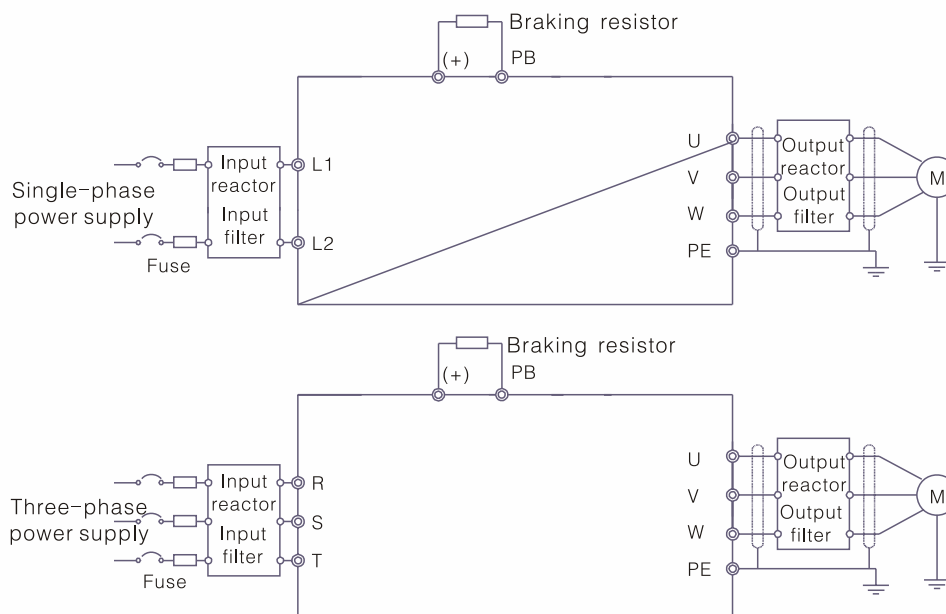 Braking resistor
(+)
PB
Single-phase
power supply
Fuse
Input
reactor
Input
filter
L1
L2
U
V
W
PE
Output
reactor
Output
filter
M
Braking resistor
(+)
PB
Three-phase
power supply
Fuse
Input
reactor
Input
filter
R
S
T
U
V
W
PE
Output
reactor
Output
filter
M